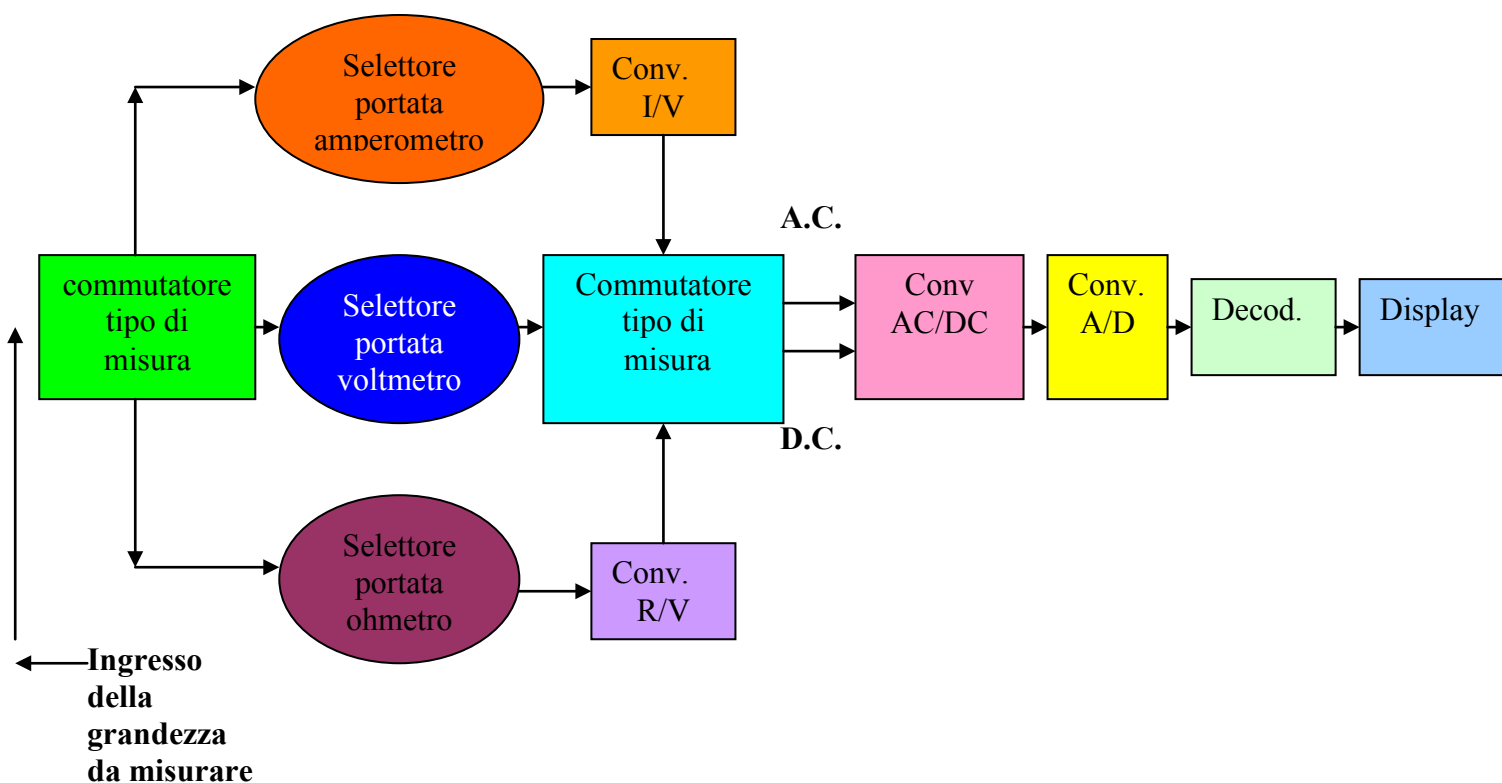 Selettore
portata
amperometro
Conv.
I/V
A.C.
commutatore
tipo di
misura
Selettore
portata
voltmetro
Commutatore
tipo di
misura
Conv
AC/DC
Conv.
A/D
Decod.
Display
D.C.
Selettore
portata
ohmetro
Conv.
R/V
Ingresso
della
grandezza
da misurare